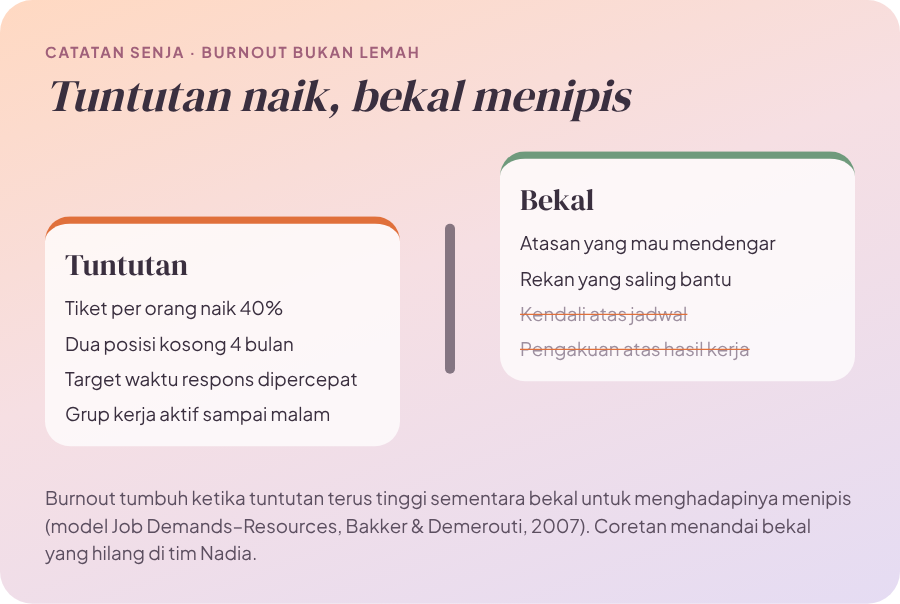 CATATAN SENJA · BURNOUT BUKAN LEMAH
Tuntutan naik, bekal menipis
Tuntutan
Tiket per orang naik 40%
Dua posisi kosong 4 bulan
Target waktu respons dipercepat
Grup kerja aktif sampai malam
Bekal
Atasan yang mau mendengar
Rekan yang saling bantu
Kendali atas jadwal
Pengakuan atas hasil kerja
Burnout tumbuh ketika tuntutan terus tinggi sementara bekal untuk menghadapinya menipis
(model Job Demands–Resources, Bakker & Demerouti, 2007). Coretan menandai bekal
yang hilang di tim Nadia.